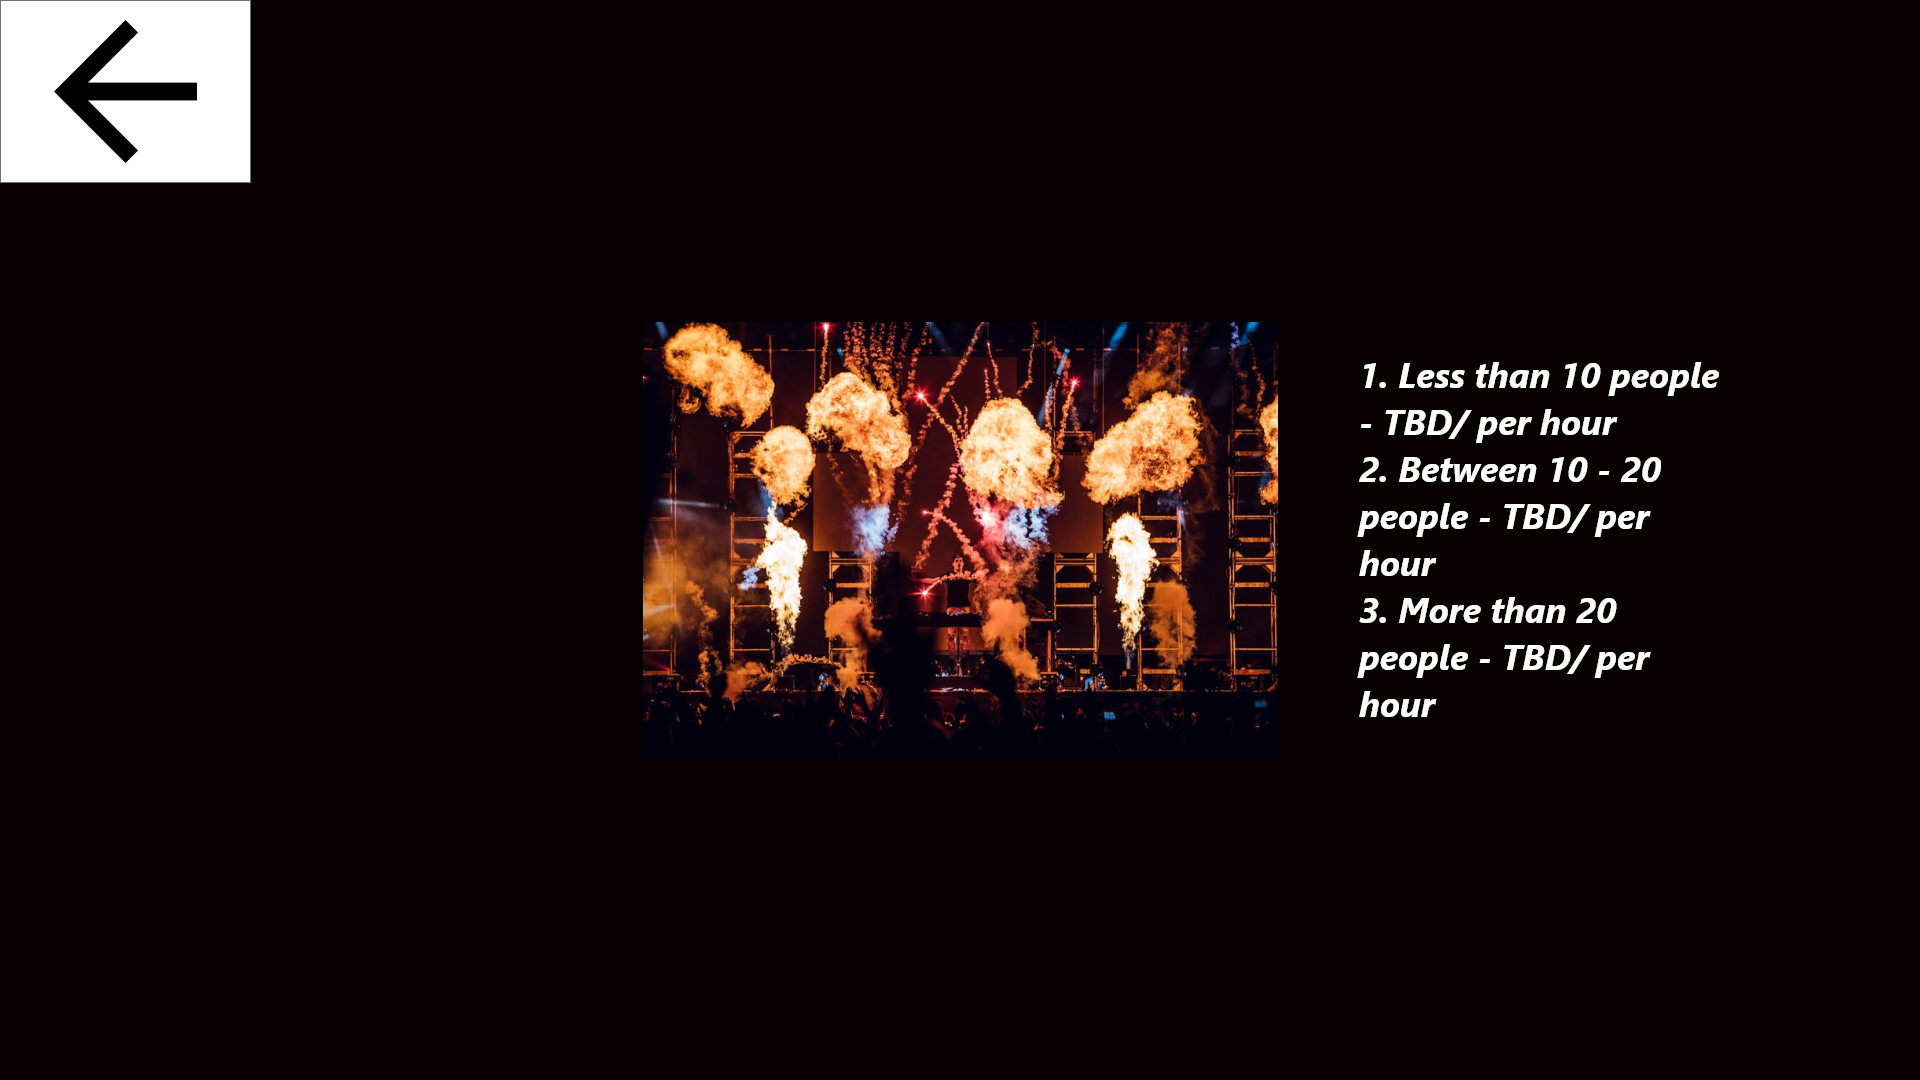 1. Less than 10 people
- TBD/ per hour
2. Between 10 - 20
people - TBD/ per
hour
3. More than 20
people - TBD/ per
hour